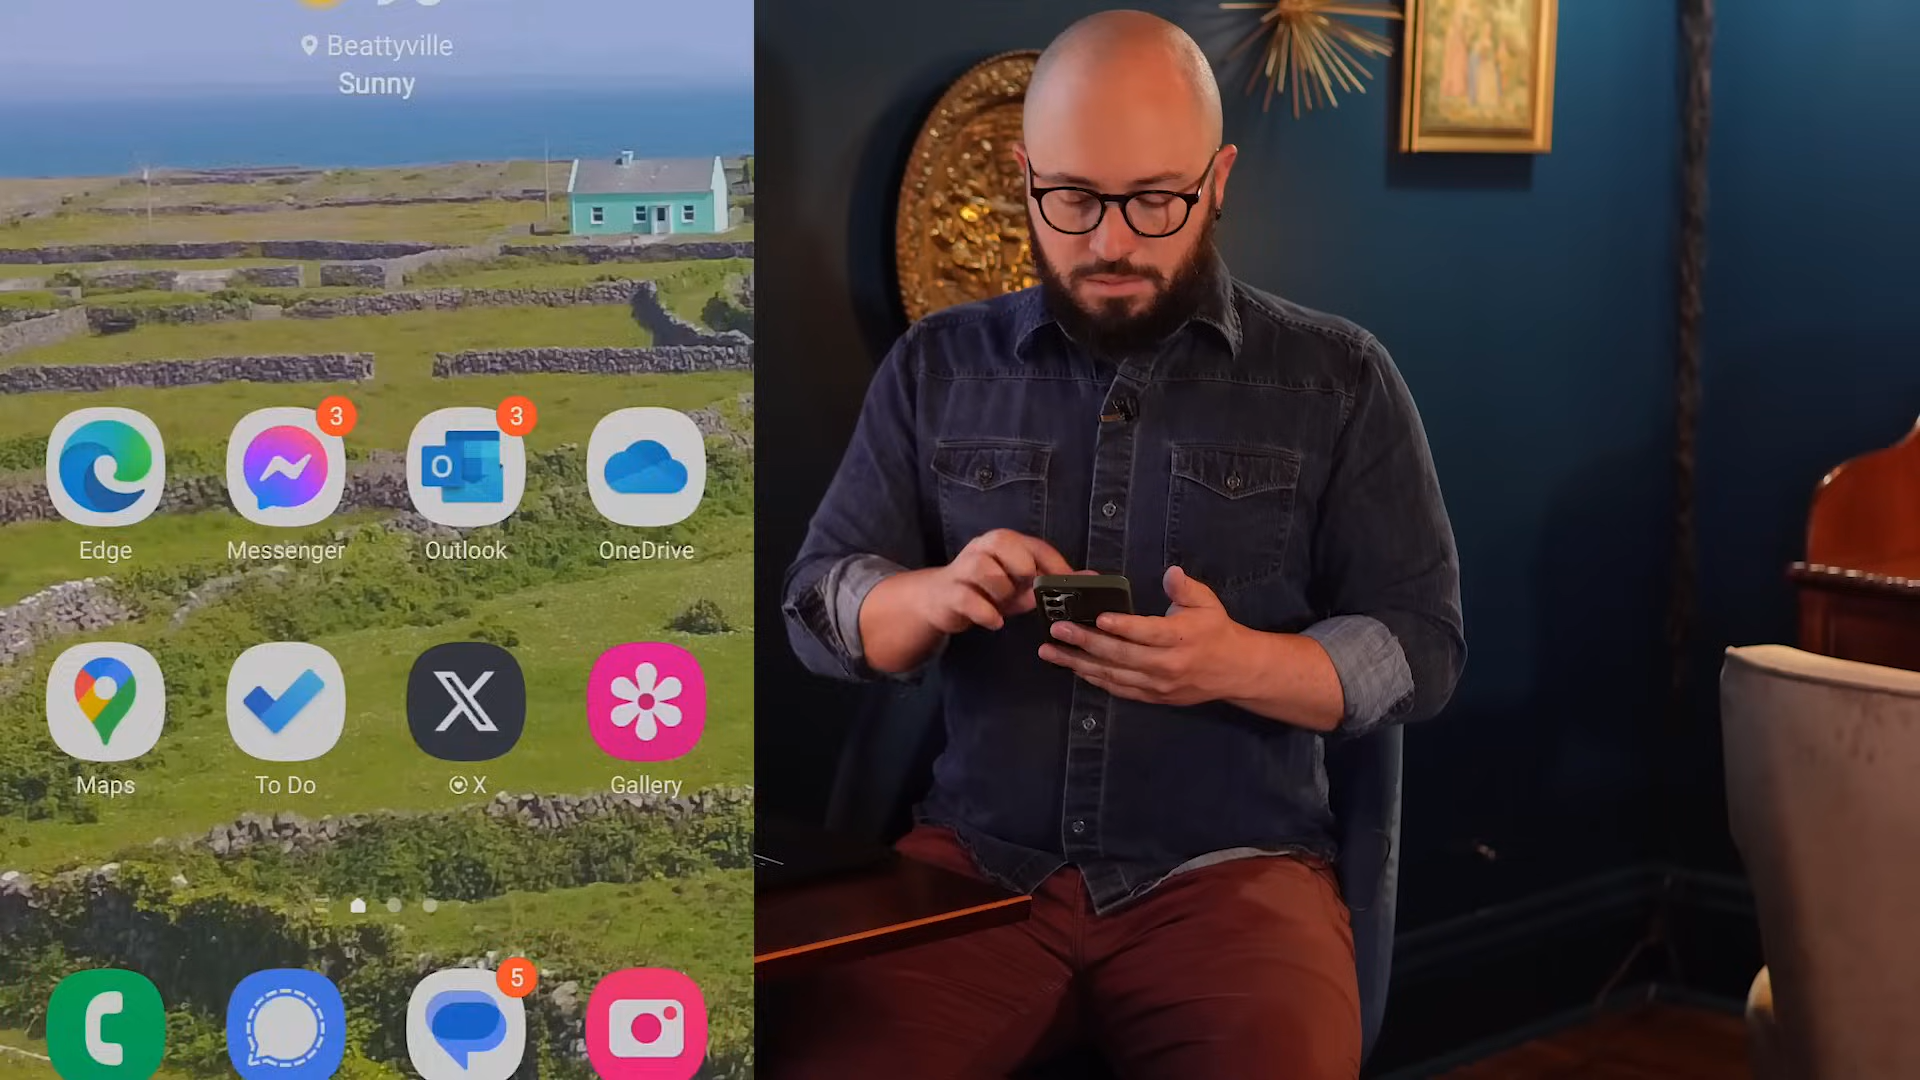 Beattyville
Sunny
3
3
Edge
Messenger
Outlook
OneDrive
Maps
To Do
X
Gallery
5